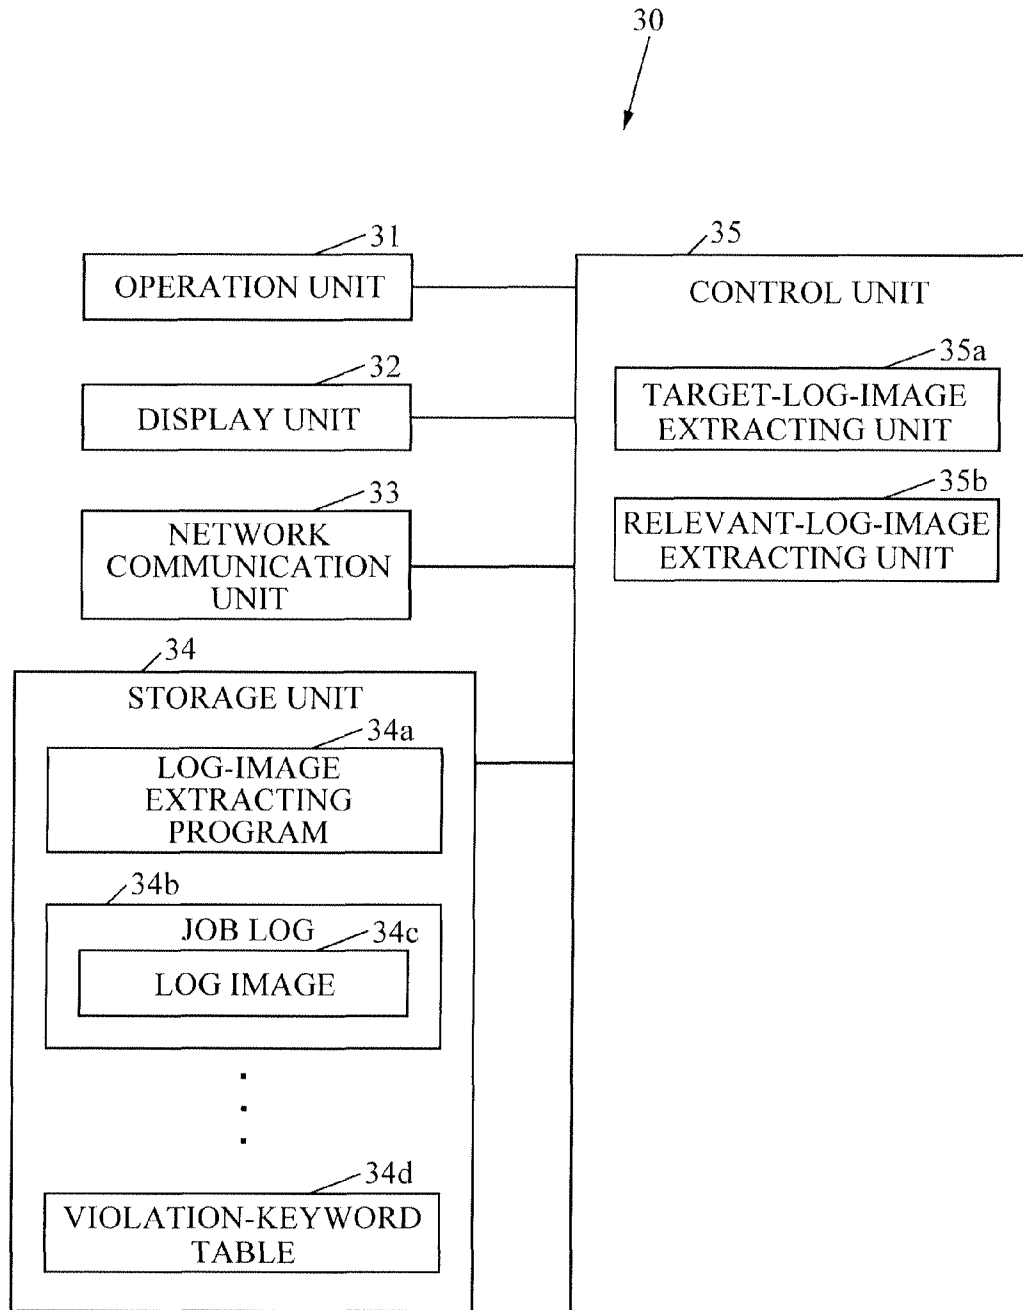 30
31
OPERATION UNIT
32
DISPLAY UNIT
33
NETWORK
COMMUNICATION
UNIT
34
STORAGE UNIT
34a
LOG-IMAGE
EXTRACTING
PROGRAM
34b
JOB LOG
34c
LOG IMAGE
34d
VIOLATION-KEYWORD
TABLE
35
CONTROL UNIT
35a
TARGET-LOG-IMAGE
EXTRACTING UNIT
35b
RELEVANT-LOG-IMAGE
EXTRACTING UNIT